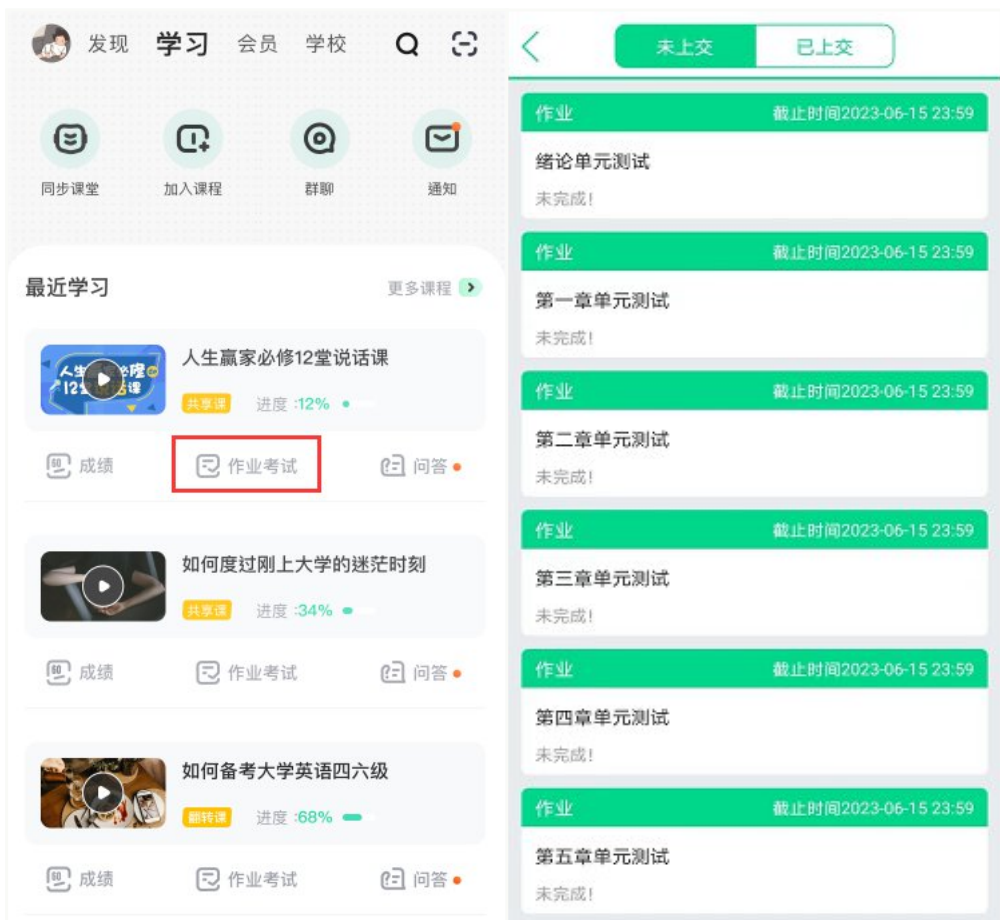 发现 学习 会员 学校
同步课堂 加入课程 群聊 通知
最近学习 更多课程
人生赢家必修12堂说话课
共享课 进度 :12%
成绩 作业考试 问答
如何度过刚上大学的迷茫时刻
共享课 进度 :34%
成绩 作业考试 问答
如何备考大学英语四六级
翻转课 进度 :68%
成绩 作业考试 问答
未上交 已上交
作业 截止时间2023-06-15 23:59
绪论单元测试
未完成!
作业 截止时间2023-06-15 23:59
第一章单元测试
未完成!
作业 截止时间2023-06-15 23:59
第二章单元测试
未完成!
作业 截止时间2023-06-15 23:59
第三章单元测试
未完成!
作业 截止时间2023-06-15 23:59
第四章单元测试
未完成!
作业 截止时间2023-06-15 23:59
第五章单元测试
未完成!